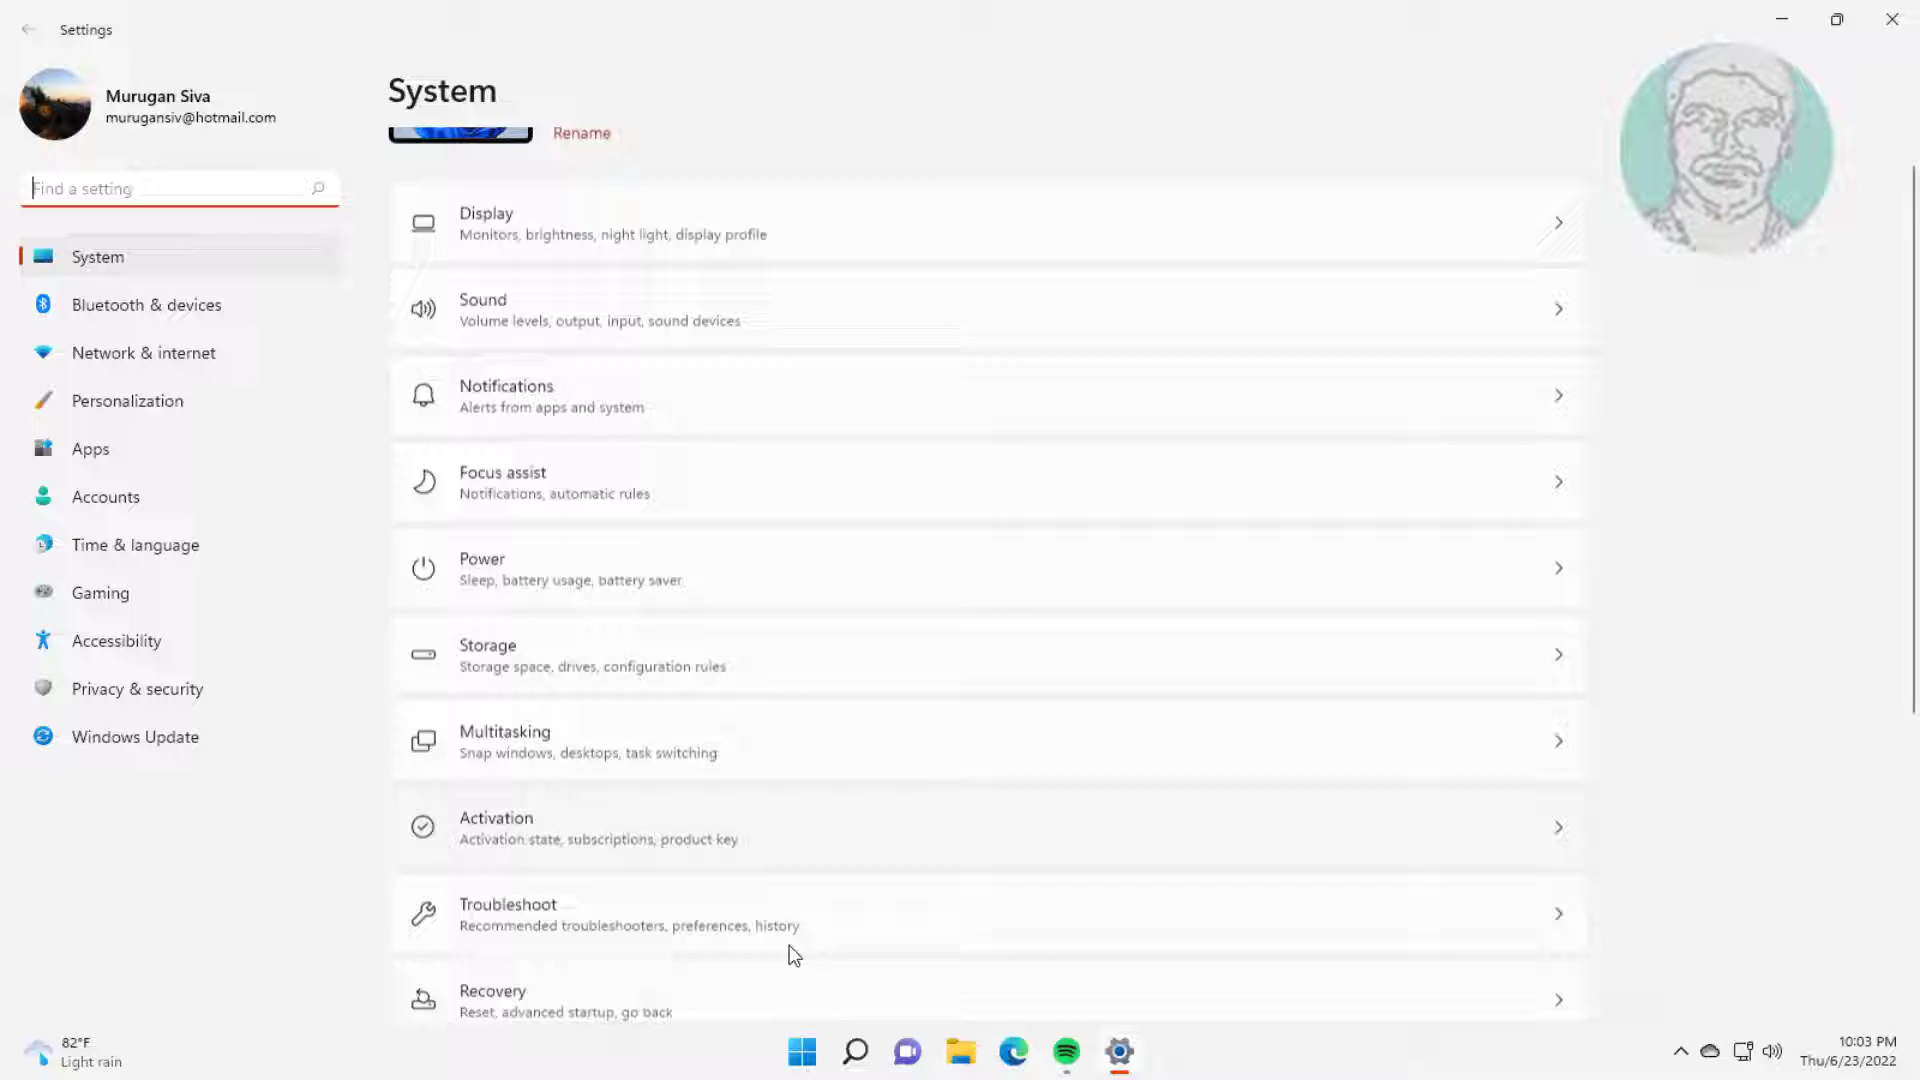 Settings
Murugan Siva
murugansiv@hotmail.com
Find a setting
System
Bluetooth & devices
Network & internet
Personalization
Apps
Accounts
Time & language
Gaming
Accessibility
Privacy & security
Windows Update
System
Rename
Display
Monitors, brightness, night light, display profile
Sound
Volume levels, output, input, sound devices
Notifications
Alerts from apps and system
Focus assist
Notifications, automatic rules
Power
Sleep, battery usage, battery saver
Storage
Storage space, drives, configuration rules
Multitasking
Snap windows, desktops, task switching
Activation
Activation state, subscriptions, product key
Troubleshoot
Recommended troubleshooters, preferences, history
Recovery
Reset, advanced startup, go back
82°F
Light rain
10:03 PM
Thu/6/23/2022